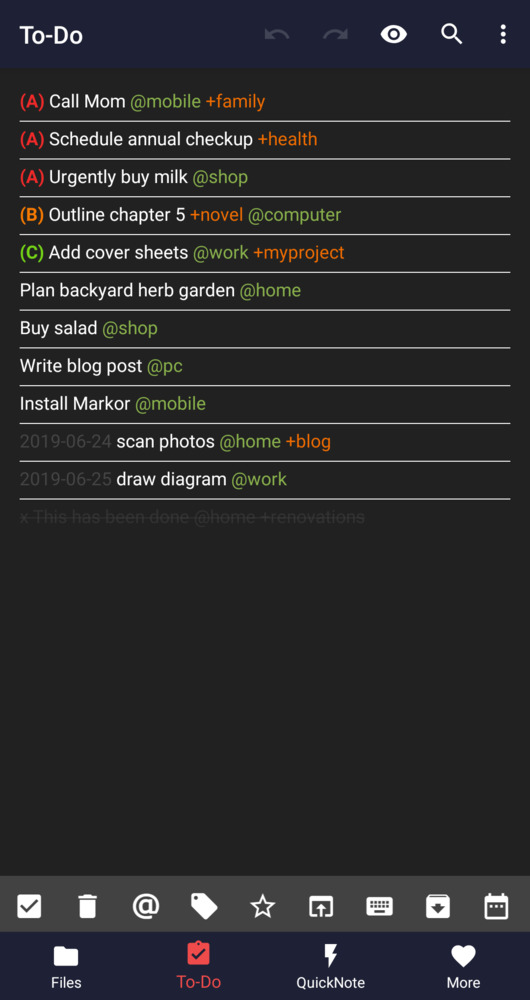 To-Do
(A) Call Mom @mobile +family
(A) Schedule annual checkup +health
(A) Urgently buy milk @shop
(B) Outline chapter 5 +novel @computer
(C) Add cover sheets @work +myproject
Plan backyard herb garden @home
Buy salad @shop
Write blog post @pc
Install Markor @mobile
2019-06-24 scan photos @home +blog
2019-06-25 draw diagram @work
x This has been done @home +renovations
Files To-Do QuickNote More